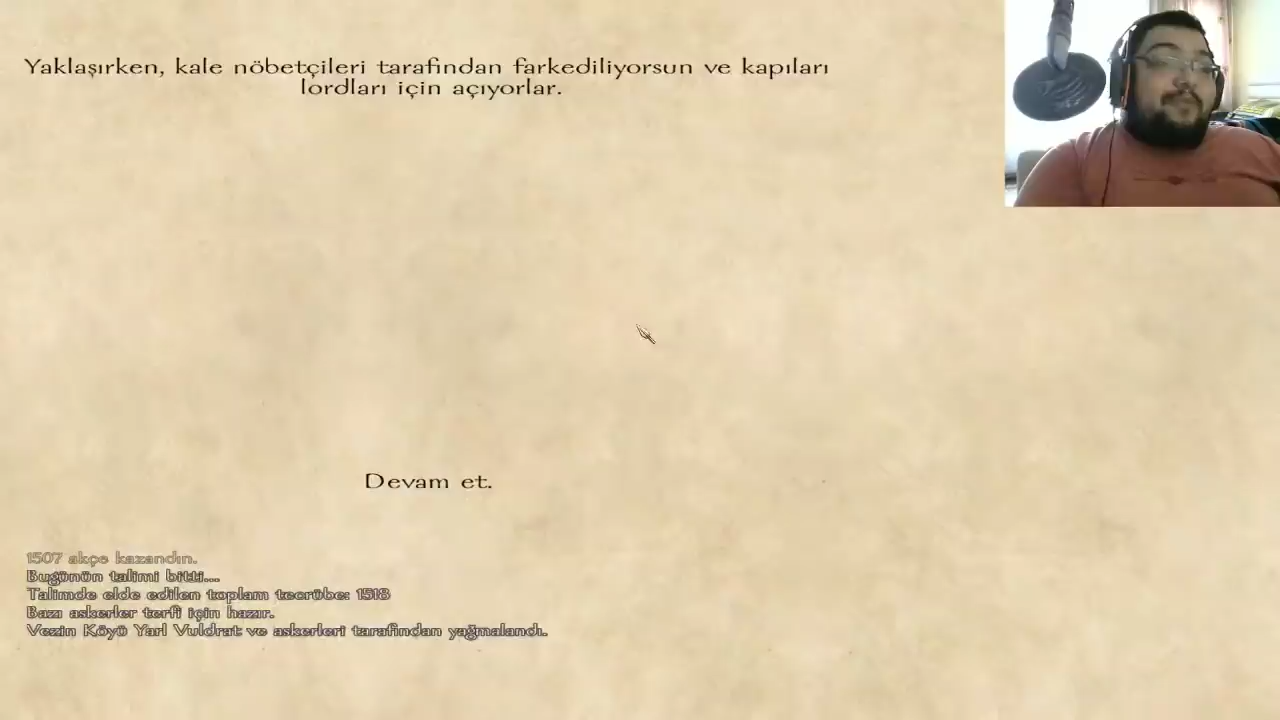 Yaklaşırken, kale nöbetçileri tarafından farkediliyorsun ve kapıları
lordları için açıyorlar.
Devam et.
1507 akçe kazandın.
Bugünün talimi bitti...
Talimde elde edilen toplam tecrübe: 1518
Bazı askerler terfi için hazır.
Vezin Köyü Yarl Vuldrat ve askerleri tarafından yağmalandı.